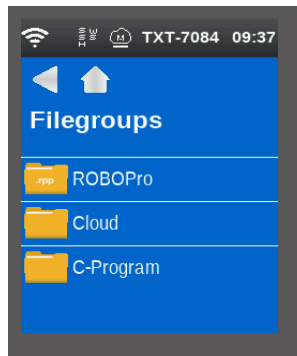 TXT-7084 09:37
Filegroups
.rpp ROBOPro
Cloud
C-Program